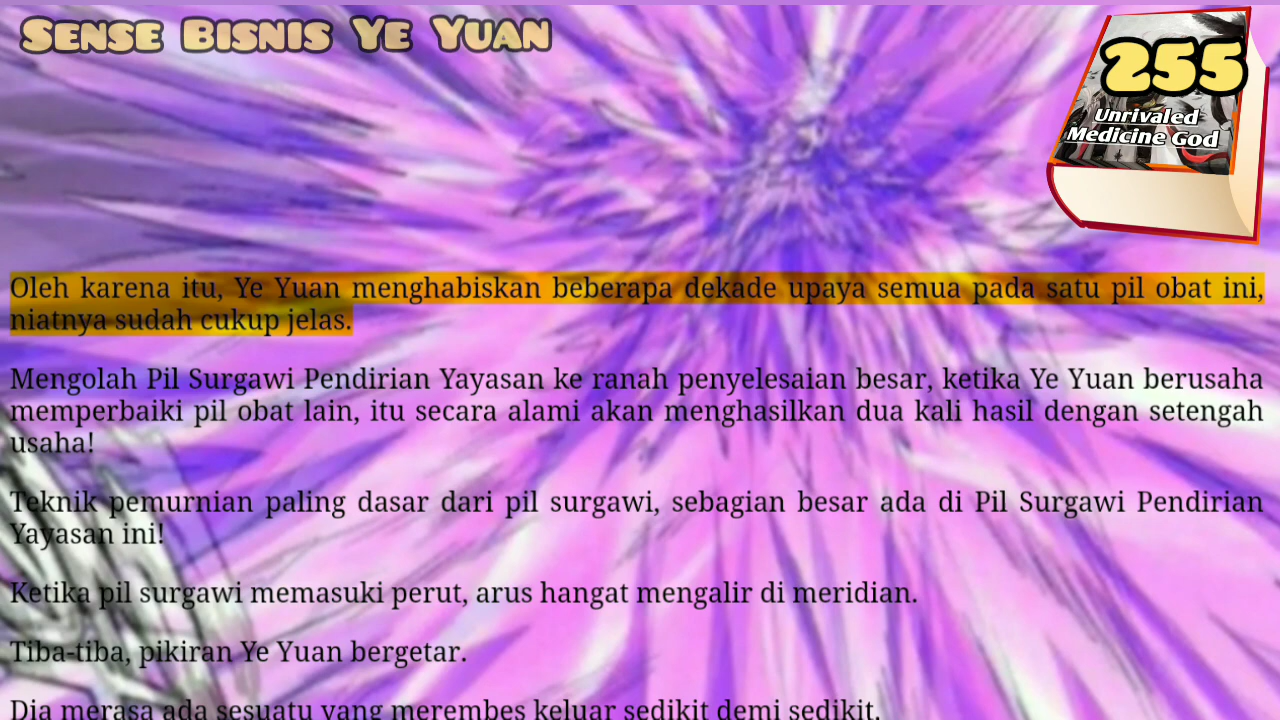 Sense Bisnis Ye Yuan
255
Unrivaled
Medicine God
Oleh karena itu, Ye Yuan menghabiskan beberapa dekade upaya semua pada satu pil obat ini,
niatnya sudah cukup jelas.
Mengolah Pil Surgawi Pendirian Yayasan ke ranah penyelesaian besar, ketika Ye Yuan berusaha
memperbaiki pil obat lain, itu secara alami akan menghasilkan dua kali hasil dengan setengah
usaha!
Teknik pemurnian paling dasar dari pil surgawi, sebagian besar ada di Pil Surgawi Pendirian
Yayasan ini!
Ketika pil surgawi memasuki perut, arus hangat mengalir di meridian.
Tiba-tiba, pikiran Ye Yuan bergetar.
Dia merasa ada sesuatu yang merembes keluar sedikit demi sedikit.